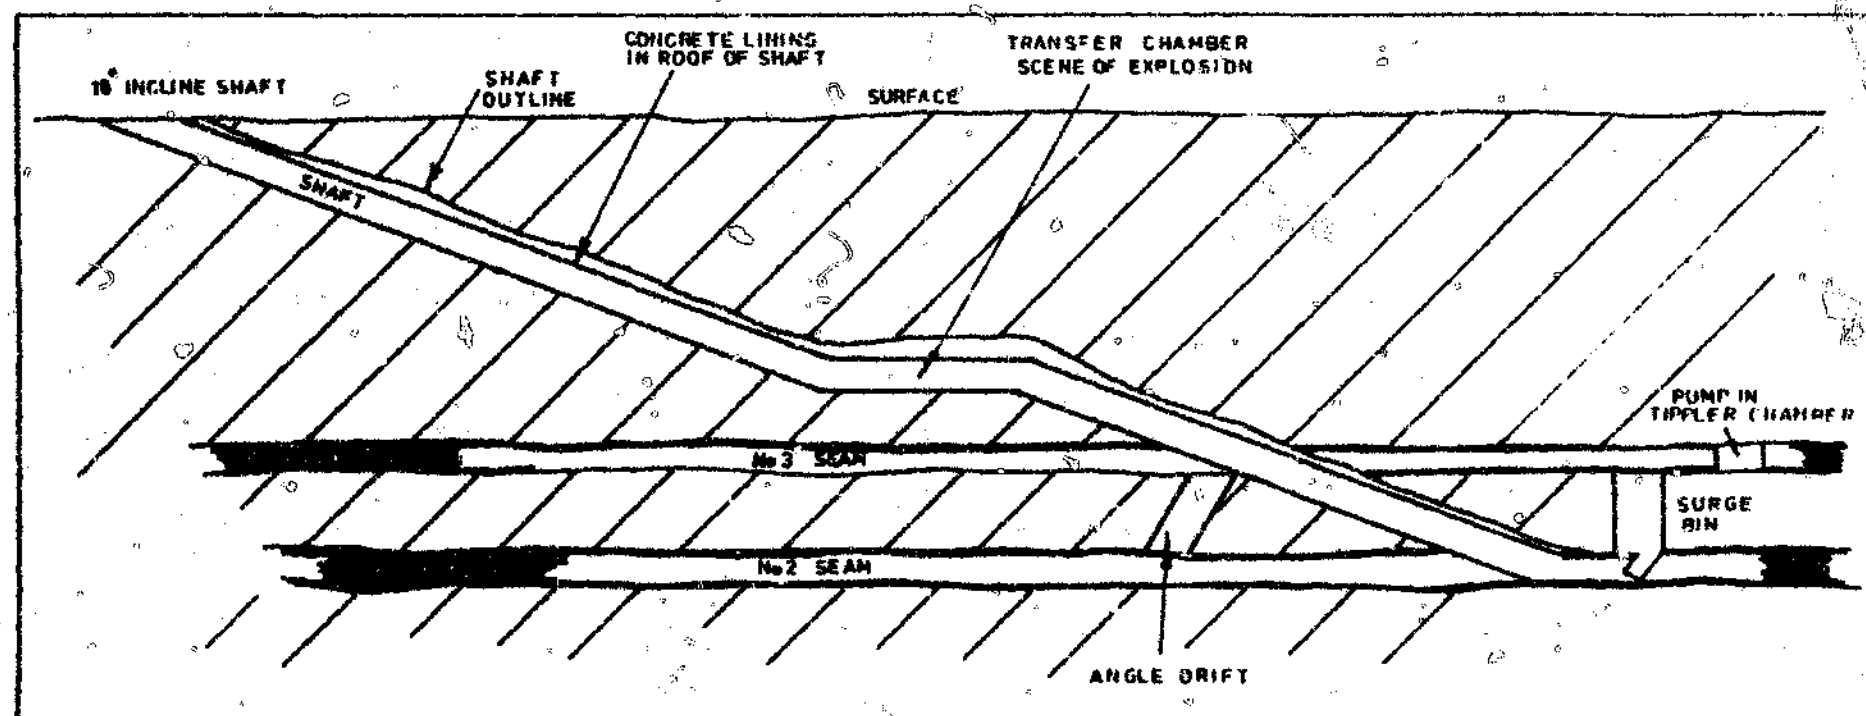 CONCRETE LINING
IN ROOF OF SHAFT
TRANSFER CHAMBER
SCENE OF EXPLOSION
INCLINE SHAFT
SHAFT
OUTLINE
SURFACE
SHAFT
PUMP IN
TIPPLER CHAMBER
No 3 SEAM
SURGE
BIN
No 2 SEAM
ANGLE DRIFT